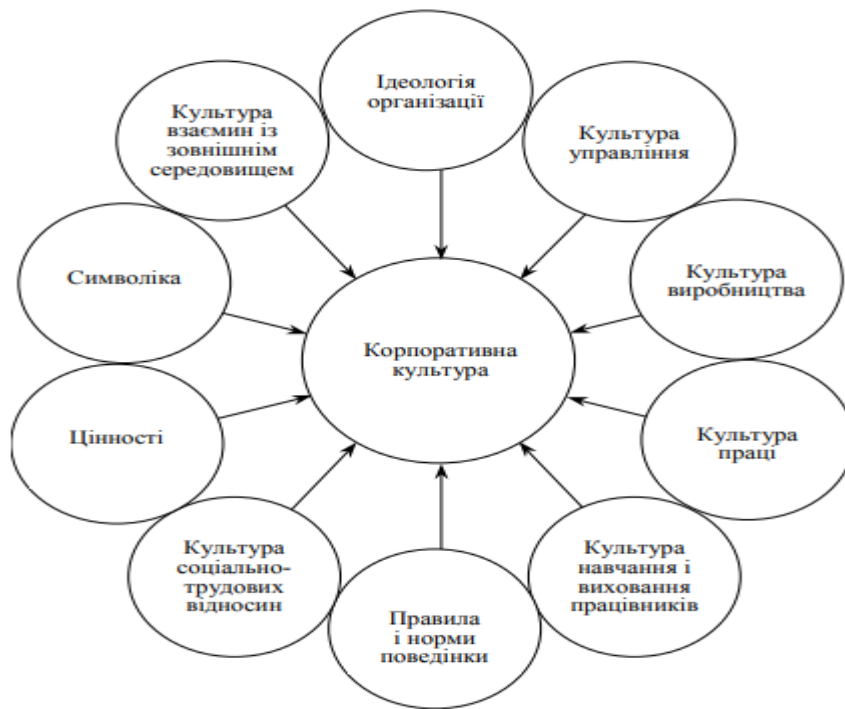 Ідеологія
організації
Культура
управління
Культура
виробництва
Культура
праці
Культура
навчання і
виховання
працівників
Правила
і норми
поведінки
Культура
соціально-
трудових
відносин
Цінності
Символіка
Культура
взаємин із
зовнішнім
середовищем
Корпоративна
культура